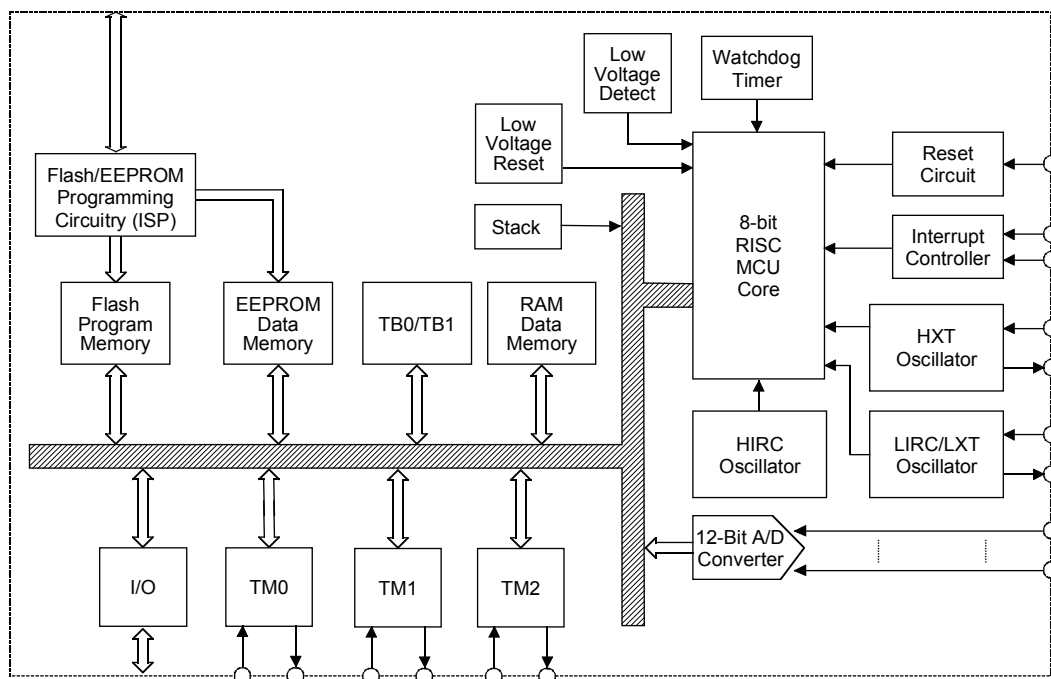 Low
Voltage
Detect
Watchdog
Timer
Low
Voltage
Reset
Flash/EEPROM
Programming
Circuitry (ISP)
Reset
Circuit
Stack
8-bit
RISC
MCU
Core
Interrupt
Controller
Flash
Program
Memory
EEPROM
Data
Memory
TB0/TB1
RAM
Data
Memory
HXT
Oscillator
HIRC
Oscillator
LIRC/LXT
Oscillator
12-Bit A/D
Converter
I/O
TM0
TM1
TM2